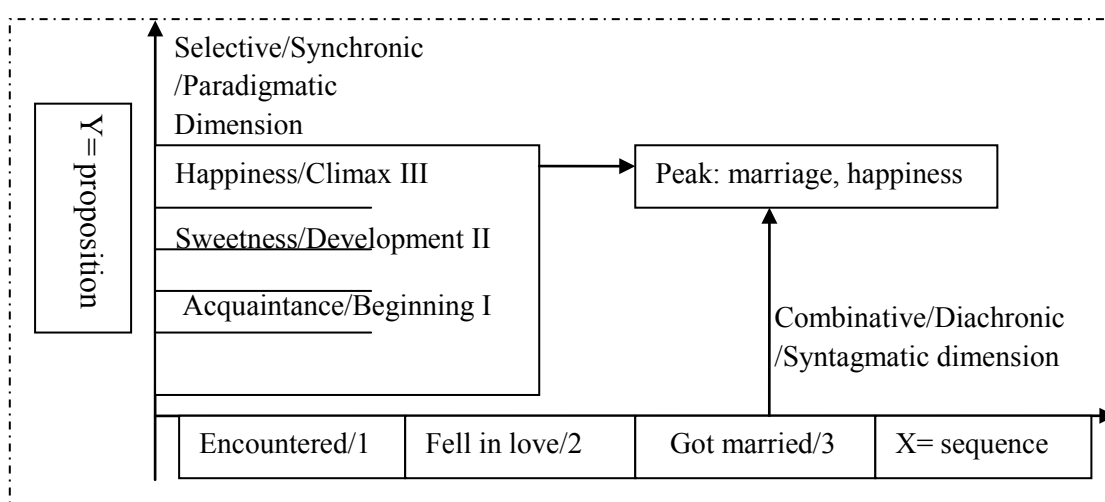 Selective/Synchronic
/Paradigmatic
Dimension
Y= proposition
Happiness/Climax III
Peak: marriage, happiness
Sweetness/Development II
Acquaintance/Beginning I
Combinative/Diachronic
/Syntagmatic dimension
Encountered/1
Fell in love/2
Got married/3
X= sequence